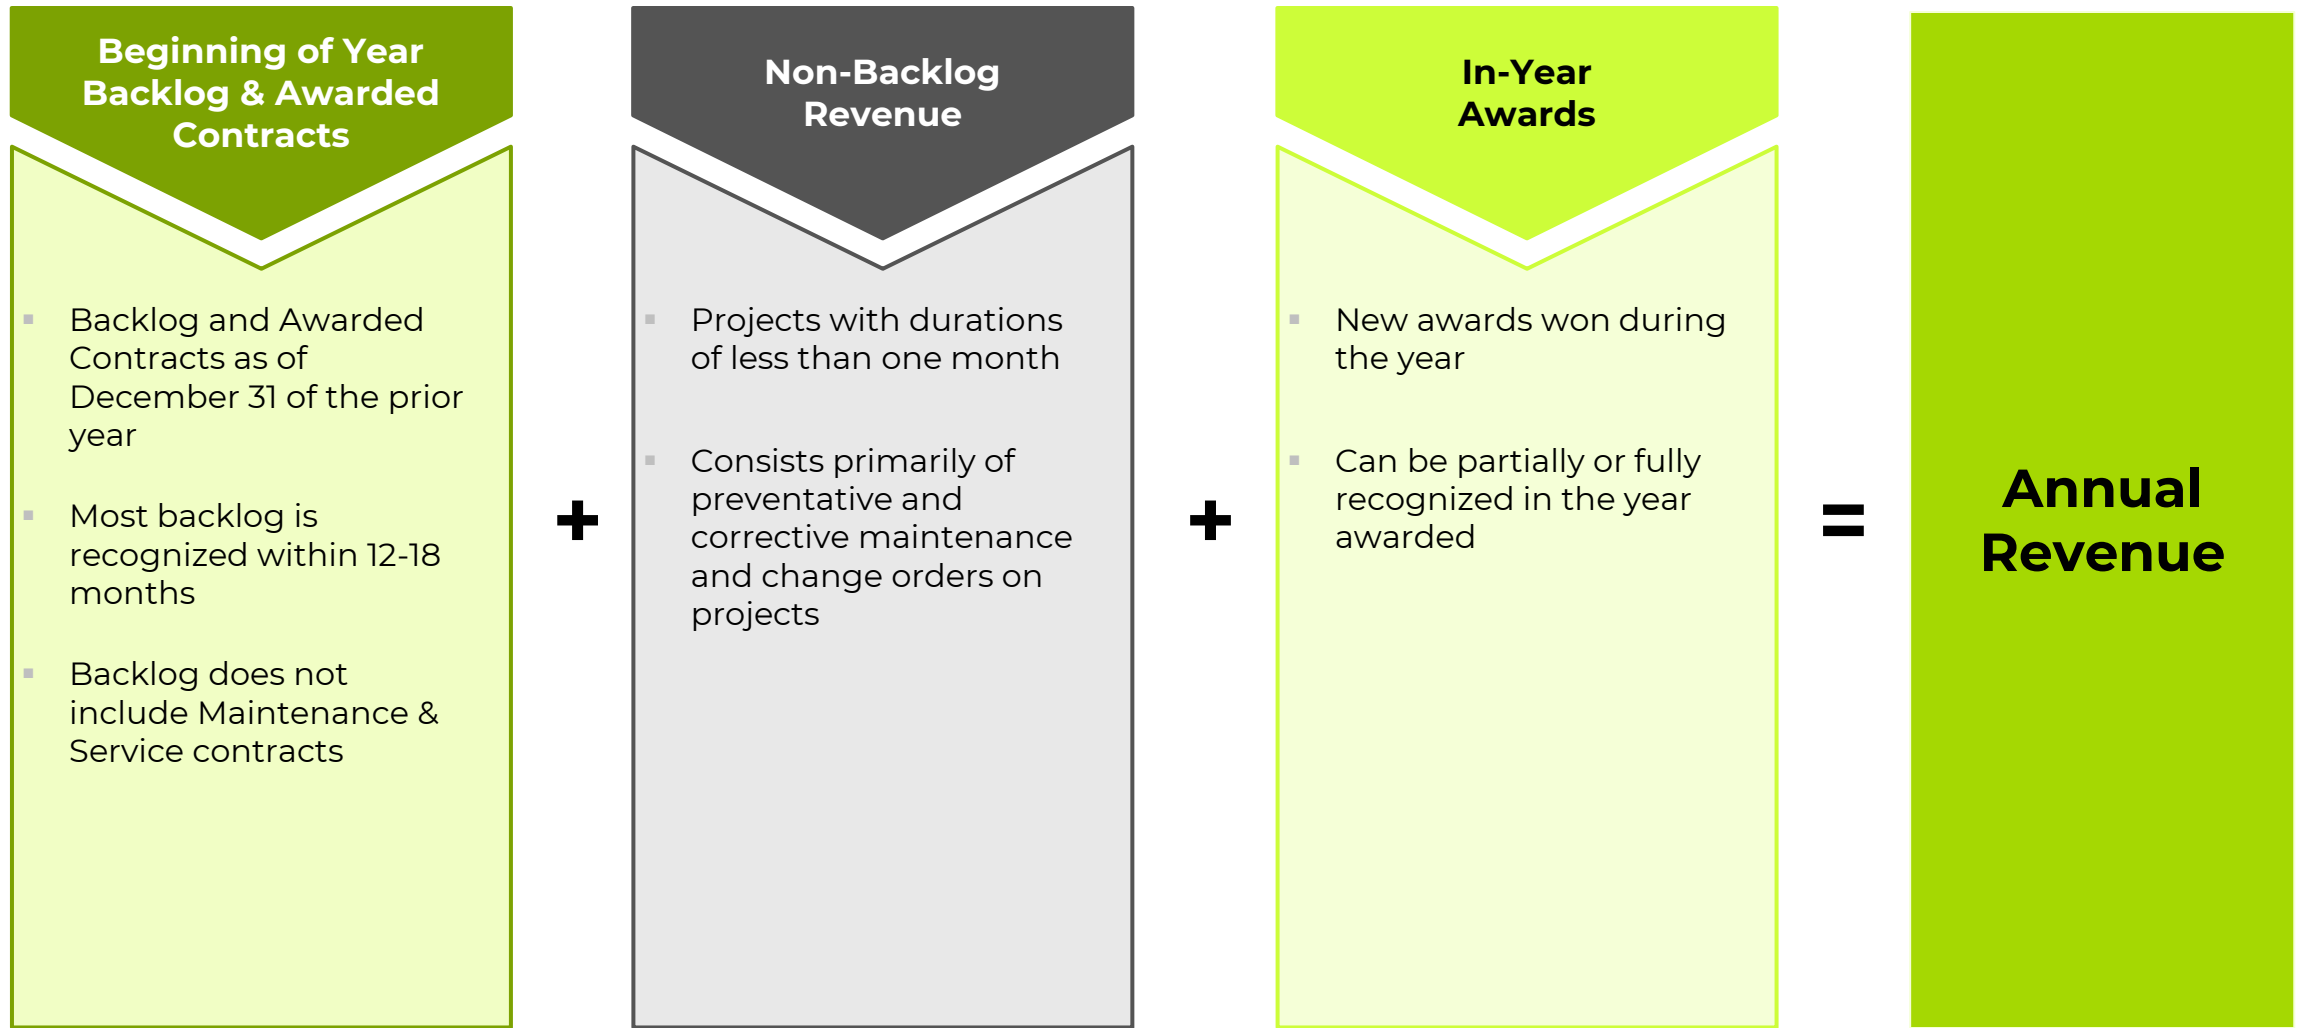 Beginning of Year
Backlog & Awarded
Contracts
▪ Backlog and Awarded
Contracts as of
December 31 of the prior
year
▪ Most backlog is
recognized within 12-18
months
▪ Backlog does not
include Maintenance &
Service contracts
+
Non-Backlog
Revenue
▪ Projects with durations
of less than one month
▪ Consists primarily of
preventative and
corrective maintenance
and change orders on
projects
+
In-Year
Awards
▪ New awards won during
the year
▪ Can be partially or fully
recognized in the year
awarded
=
Annual
Revenue